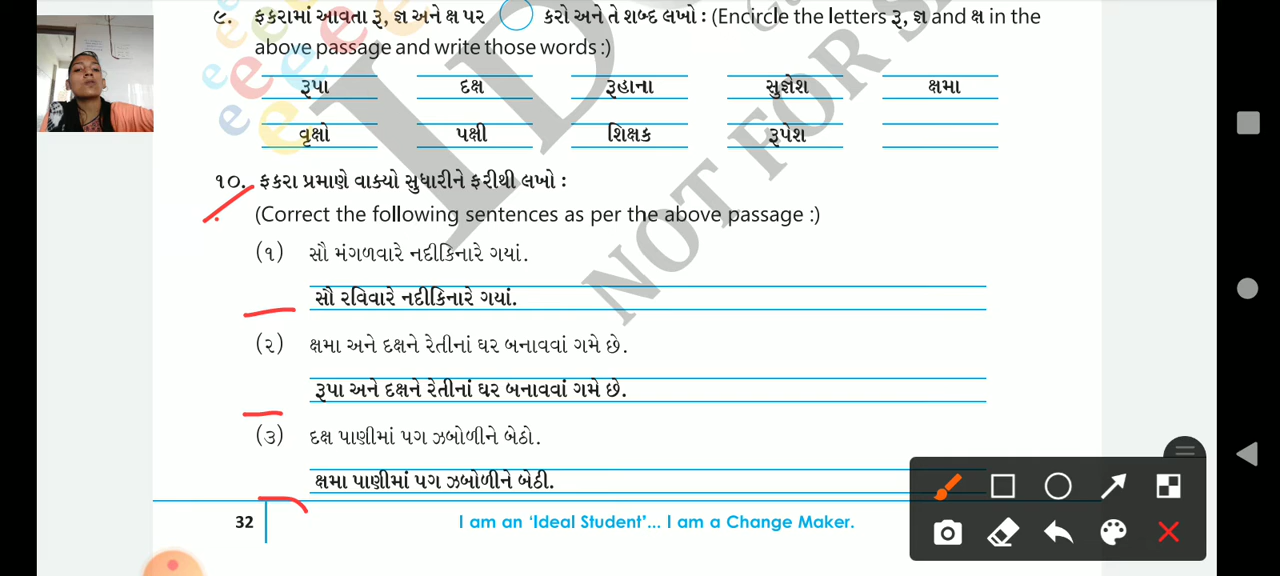 ૯. ફકરામાં આવતા રૂ, જ્ઞ અને ક્ષ પર કરો અને તે શબ્દ લખો : (Encircle the letters રૂ, જ્ઞ and ક્ષ in the
above passage and write those words :)
રૂપા દક્ષ રૂહાના સુજ્ઞેશ ક્ષમા
વૃક્ષો પક્ષી શિક્ષક રૂપેશ
૧૦. ફકરા પ્રમાણે વાક્યો સુધારીને ફરીથી લખો :
(Correct the following sentences as per the above passage :)
(૧) સૌ મંગળવારે નદીકિનારે ગયાં.
સૌ રવિવારે નદીકિનારે ગયાં.
(૨) ક્ષમા અને દક્ષને રેતીનાં ઘર બનાવવાં ગમે છે.
રૂપા અને દક્ષને રેતીનાં ઘર બનાવવાં ગમે છે.
(૩) દક્ષ પાણીમાં પગ ઝબોળીને બેઠો.
ક્ષમા પાણીમાં પગ ઝબોળીને બેઠી.
32 I am an ‘Ideal Student’... I am a Change Maker.